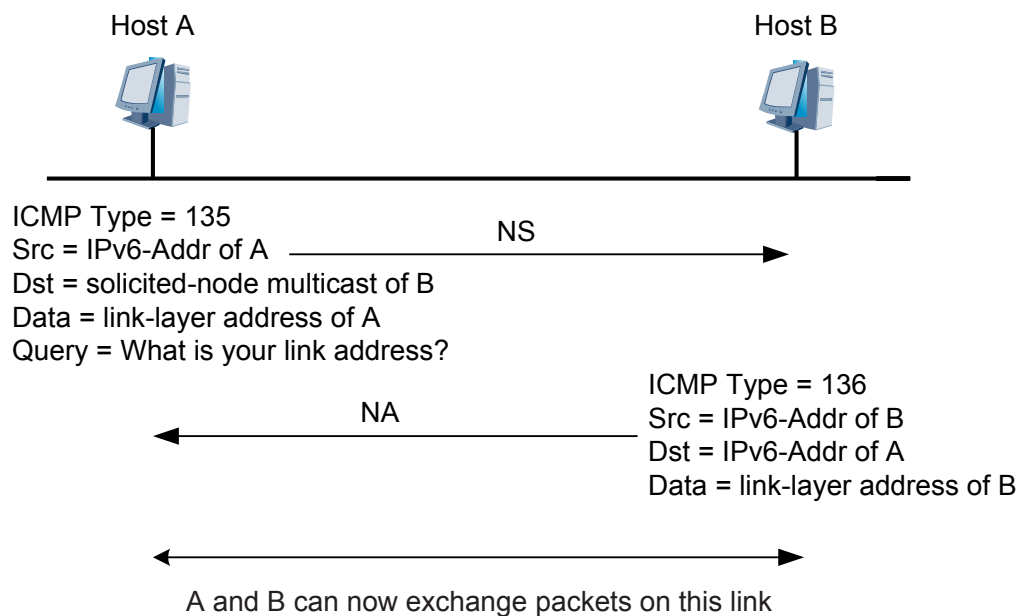 Host A
Host B
ICMP Type = 135
Src = IPv6-Addr of A
Dst = solicited-node multicast of B
Data = link-layer address of A
Query = What is your link address?
NS
ICMP Type = 136
Src = IPv6-Addr of B
Dst = IPv6-Addr of A
Data = link-layer address of B
NA
A and B can now exchange packets on this link